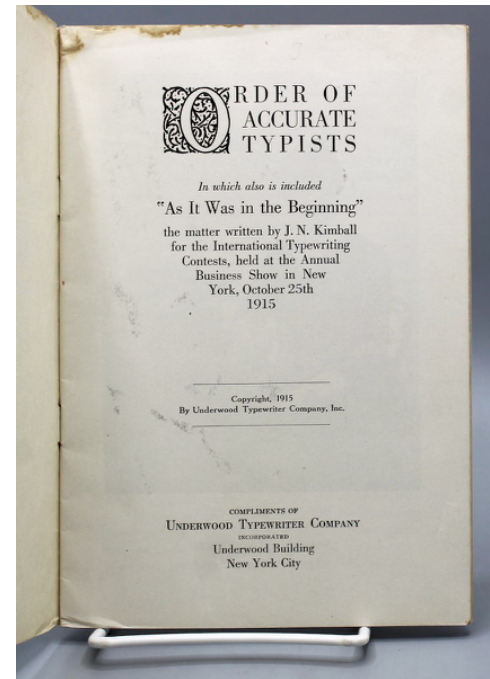 ORDER OF
ACCURATE
TYPISTS
In which also is included
"As It Was in the Beginning"
the matter written by J. N. Kimball
for the International Typewriting
Contests, held at the Annual
Business Show in New
York, October 25th
1915
Copyright, 1915
By Underwood Typewriter Company, Inc.
COMPLIMENTS OF
UNDERWOOD TYPEWRITER COMPANY
INCORPORATED
Underwood Building
New York City